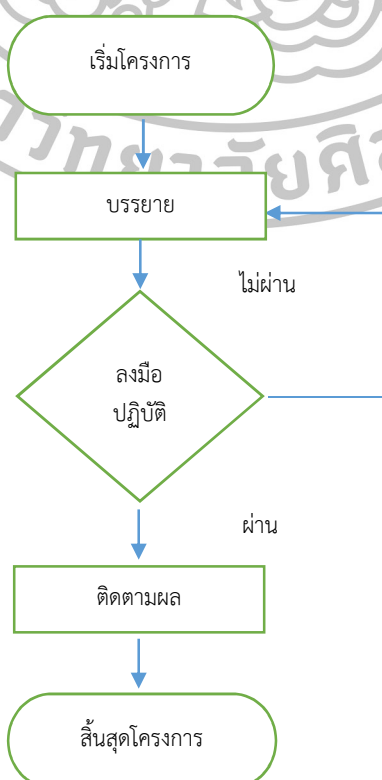 เริ่มโครงการ
บรรยาย
ไม่ผ่าน
ลงมือ
ปฏิบัติ
ผ่าน
ติดตามผล
สิ้นสุดโครงการ